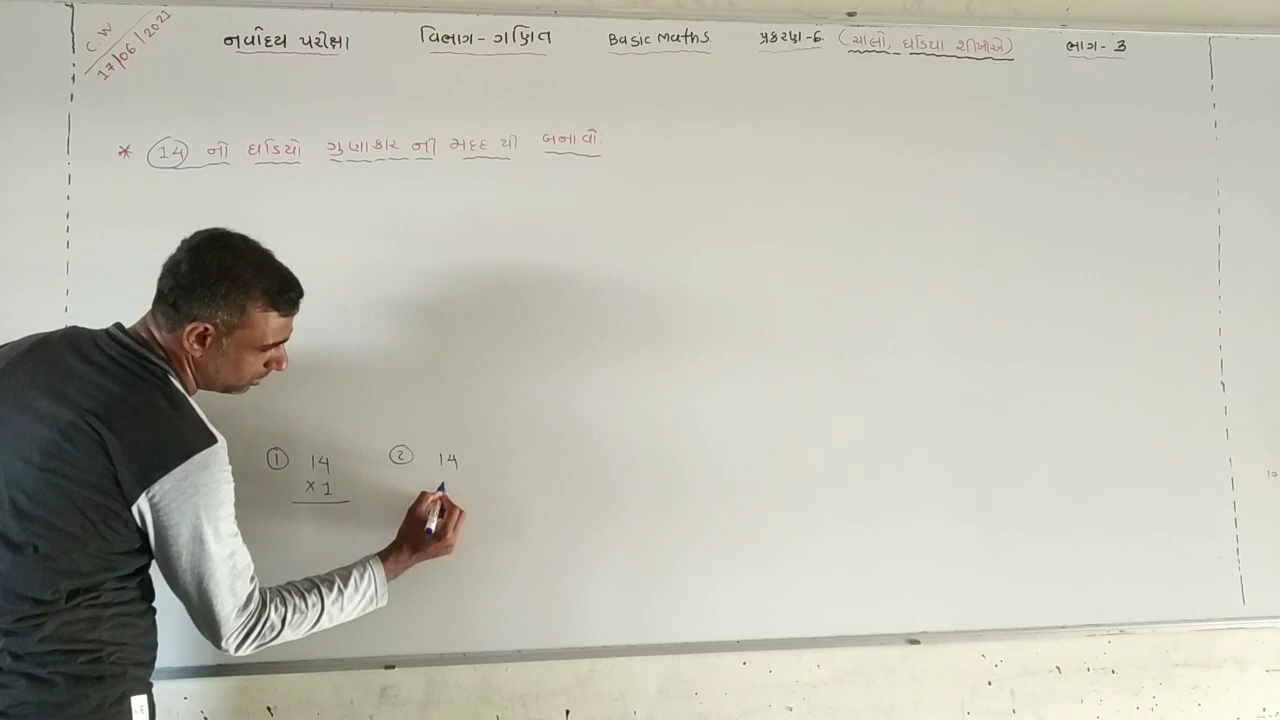 C.W
17/06/2021
નવોદય પરીક્ષા વિભાગ - ગણિત Basic Maths પ્રકરણ - 6 (ચાલો, ઘડિયા શીખીએ) ભાગ - 3
* 14 નો ઘડિયો ગુણાકાર ની મદદ થી બનાવો.
① 14 ② 14
× 1